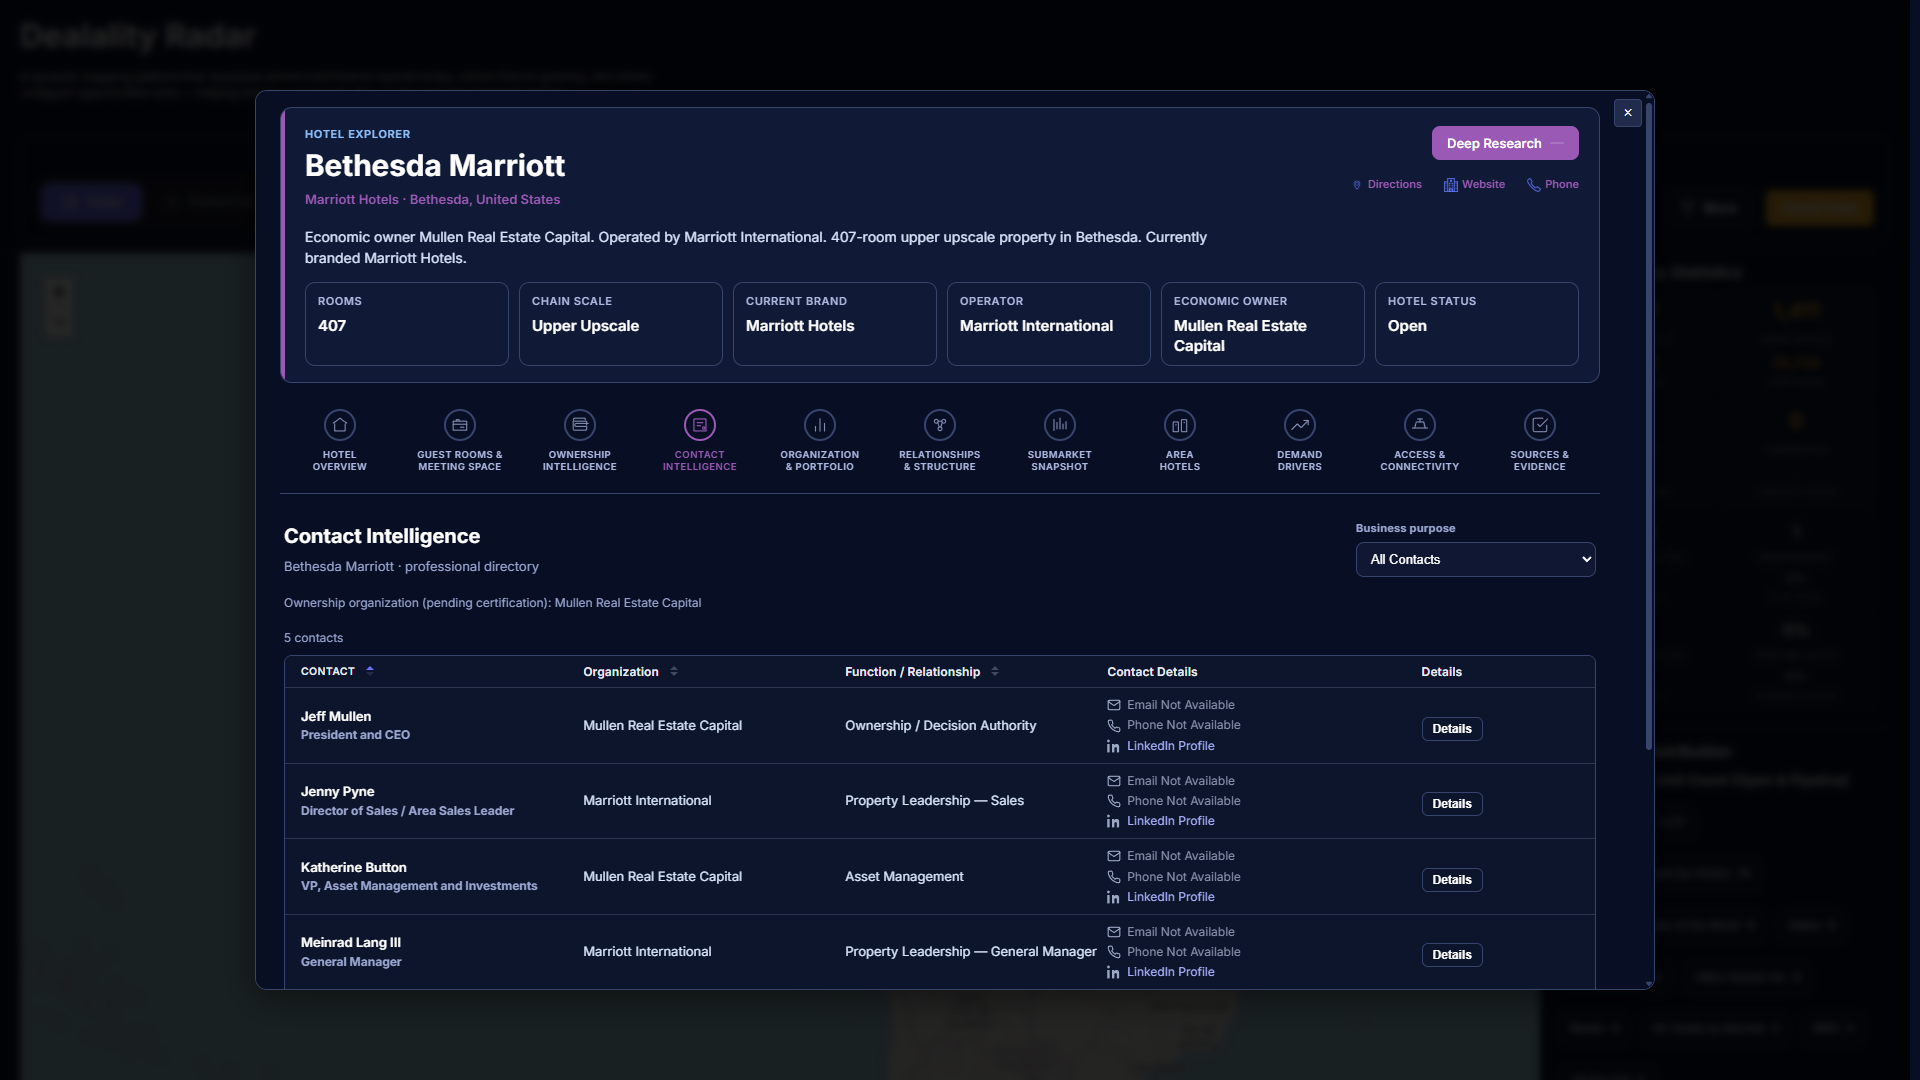 Deaiality Radar
HOTEL EXPLORER
Bethesda Marriott
Marriott Hotels · Bethesda, United States
Deep Research —
Directions
Website
Phone
Economic owner Mullen Real Estate Capital. Operated by Marriott International. 407-room upper upscale property in Bethesda. Currently
branded Marriott Hotels.
ROOMS
407
CHAIN SCALE
Upper Upscale
CURRENT BRAND
Marriott Hotels
OPERATOR
Marriott International
ECONOMIC OWNER
Mullen Real Estate
Capital
HOTEL STATUS
Open
HOTEL
OVERVIEW
GUEST ROOMS &
MEETING SPACE
OWNERSHIP
INTELLIGENCE
CONTACT
INTELLIGENCE
ORGANIZATION
& PORTFOLIO
RELATIONSHIPS
& STRUCTURE
SUBMARKET
SNAPSHOT
AREA
HOTELS
DEMAND
DRIVERS
ACCESS &
CONNECTIVITY
SOURCES &
EVIDENCE
Contact Intelligence
Bethesda Marriott · professional directory
Business purpose
All Contacts
Ownership organization (pending certification): Mullen Real Estate Capital
5 contacts
CONTACT
Organization
Function / Relationship
Contact Details
Details
Jeff Mullen
President and CEO
Mullen Real Estate Capital
Ownership / Decision Authority
Email Not Available
Phone Not Available
LinkedIn Profile
Details
Jenny Pyne
Director of Sales / Area Sales Leader
Marriott International
Property Leadership — Sales
Email Not Available
Phone Not Available
LinkedIn Profile
Details
Katherine Button
VP, Asset Management and Investments
Mullen Real Estate Capital
Asset Management
Email Not Available
Phone Not Available
LinkedIn Profile
Details
Meinrad Lang III
General Manager
Marriott International
Property Leadership — General Manager
Email Not Available
Phone Not Available
LinkedIn Profile
Details